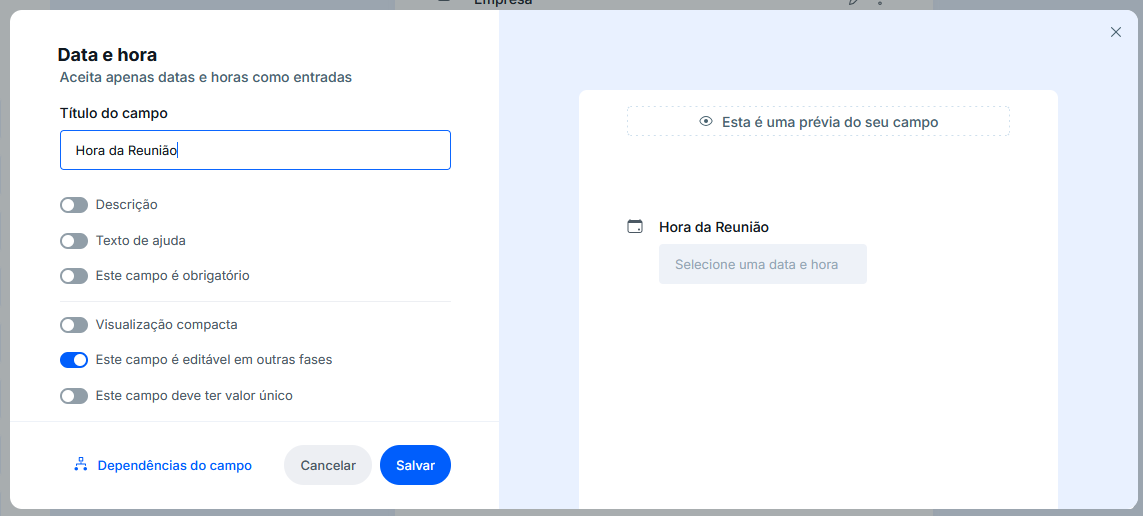 Empresa
Data e hora
Aceita apenas datas e horas como entradas
Título do campo
Hora da Reunião
Descrição
Texto de ajuda
Este campo é obrigatório
Visualização compacta
Este campo é editável em outras fases
Este campo deve ter valor único
Dependências do campo
Cancelar
Salvar
Esta é uma prévia do seu campo
Hora da Reunião
Selecione uma data e hora